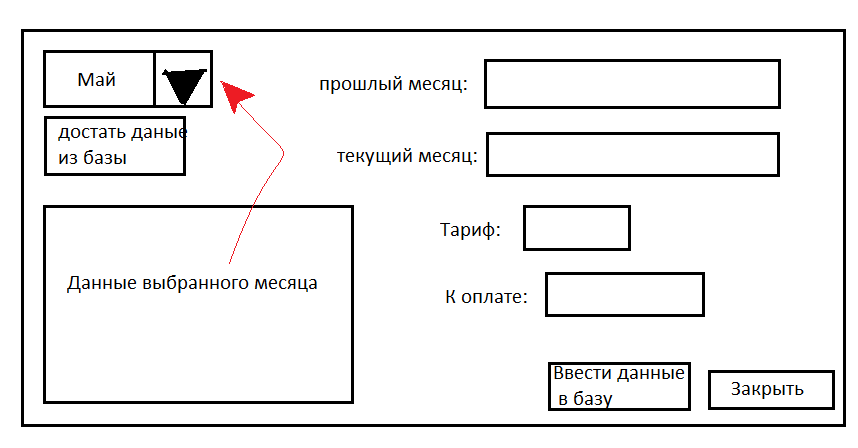 Май
достать даные
из базы
Данные выбранного месяца
прошлый месяц:
текущий месяц:
Тариф:
К оплате:
Ввести данные
в базу
Закрыть